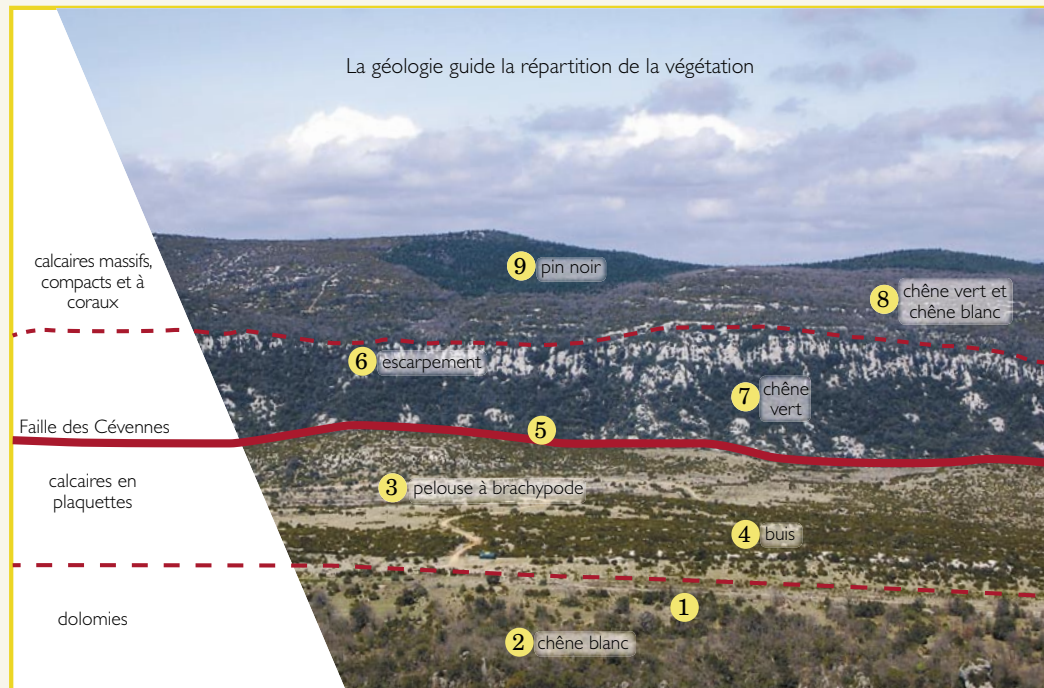 La géologie guide la répartition de la végétation
calcaires massifs,
compacts et à
coraux
9 pin noir
8 chêne vert et
chêne blanc
6 escarpement
7 chêne
vert
Faille des Cévennes
5
calcaires en
plaquettes
3 pelouse à brachypode
4 buis
1
dolomies
2 chêne blanc